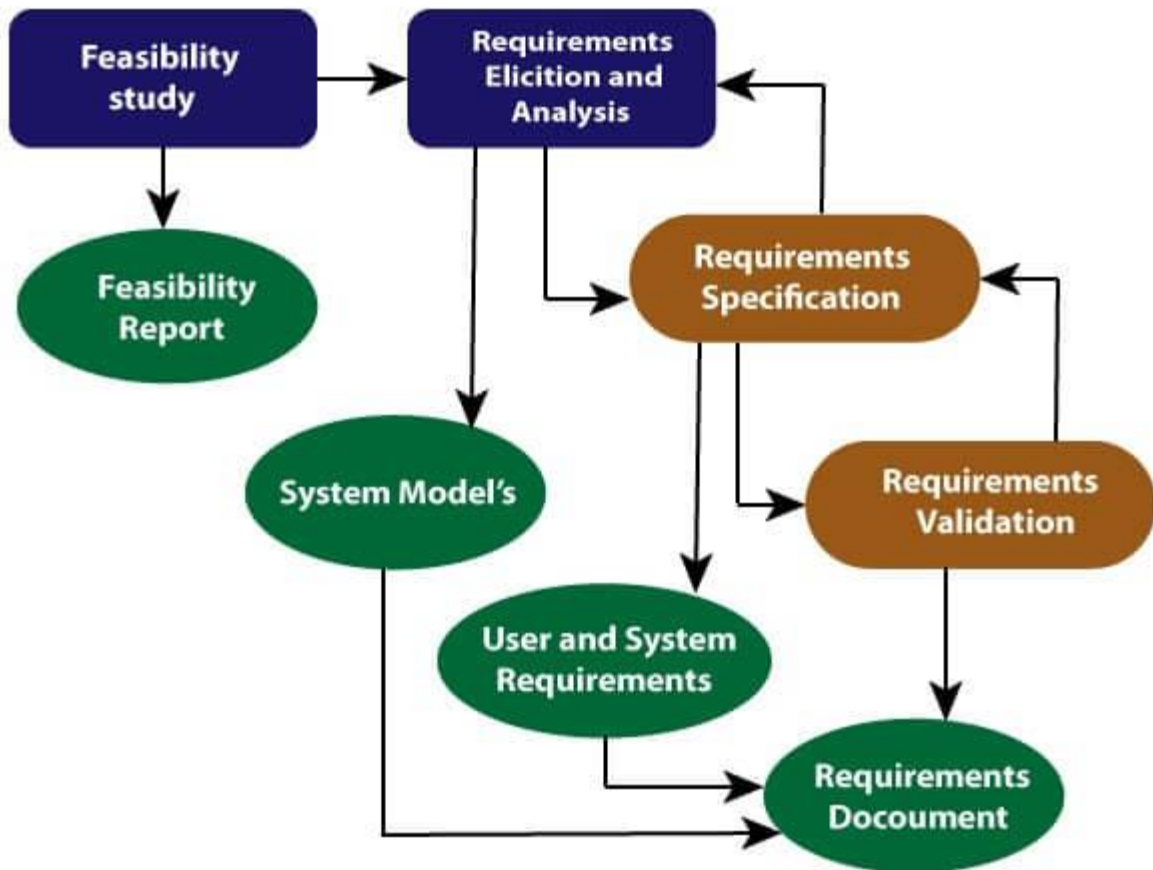 Feasibility
study
Requirements
Elicition and
Analysis
Feasibility
Report
Requirements
Specification
System Model's
Requirements
Validation
User and System
Requirements
Requirements
Docoument